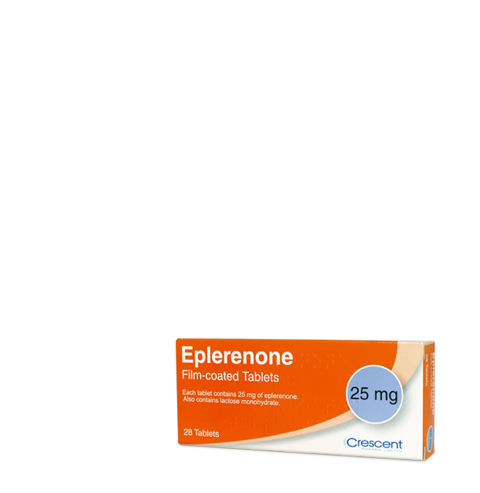 Eplerenone
Film-coated Tablets
Each tablet contains 25 mg of eplerenone.
Also contains lactose monohydrate.
25 mg
28 Tablets
Crescent